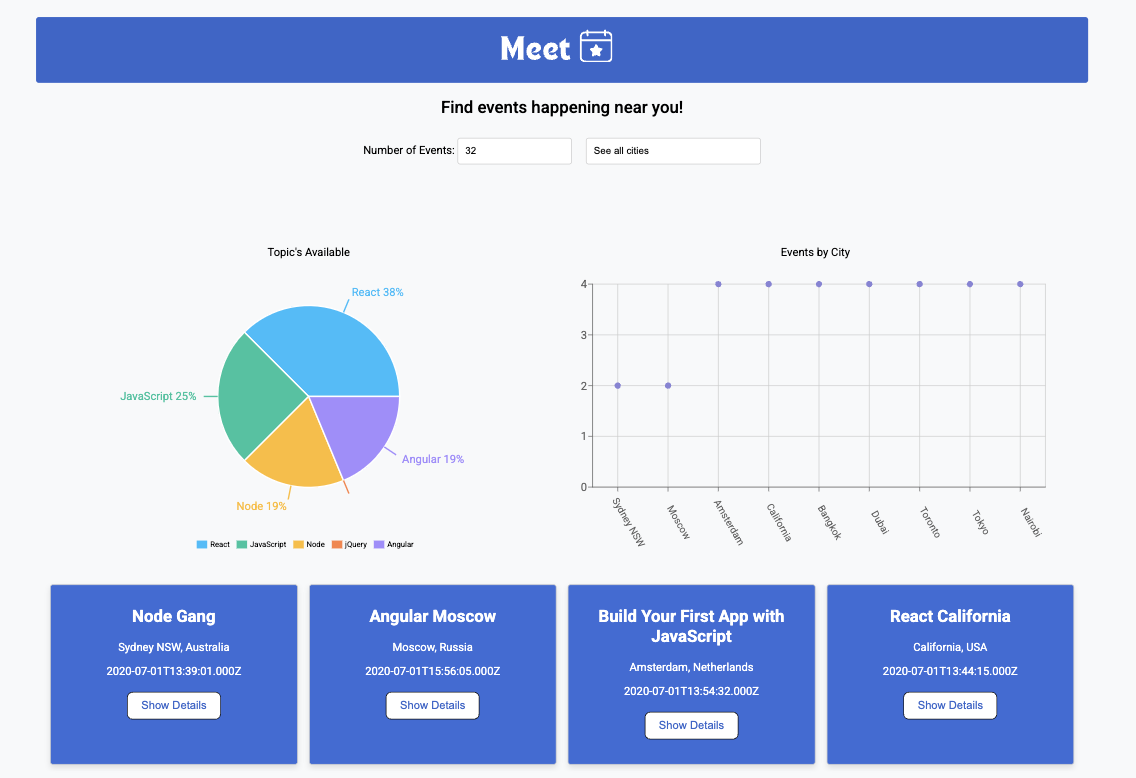 Meet
Find events happening near you!
Number of Events: 32 See all cities
Topic's Available
React 38%
JavaScript 25%
Angular 19%
Node 19%
React JavaScript Node jQuery Angular
Events by City
4
3
2
1
0
Sydney NSW
Moscow
Amsterdam
California
Bangkok
Dubai
Toronto
Tokyo
Nairobi
Node Gang
Sydney NSW, Australia
2020-07-01T13:39:01.000Z
Show Details
Angular Moscow
Moscow, Russia
2020-07-01T15:56:05.000Z
Show Details
Build Your First App with
JavaScript
Amsterdam, Netherlands
2020-07-01T13:54:32.000Z
Show Details
React California
California, USA
2020-07-01T13:44:15.000Z
Show Details